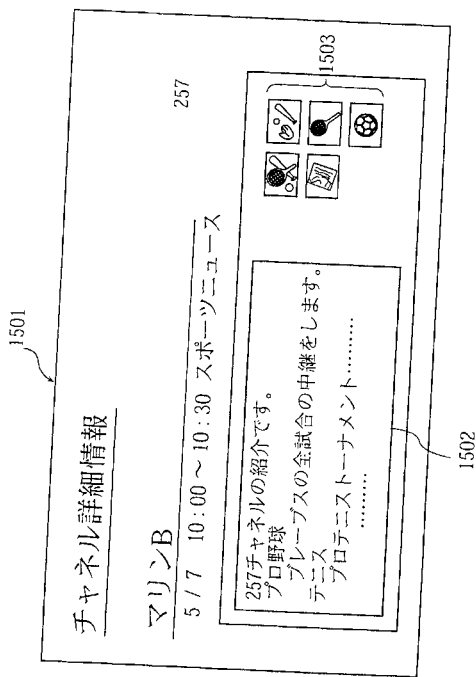 1501
チャネル詳細情報
マリンB
257
5/7 10:00～10:30 スポーツニュース
257チャネルの紹介です。
プロ野球
ブレーブスの全試合の中継をします。
テニス
プロテニストーナメント…………
…………
1503
1502